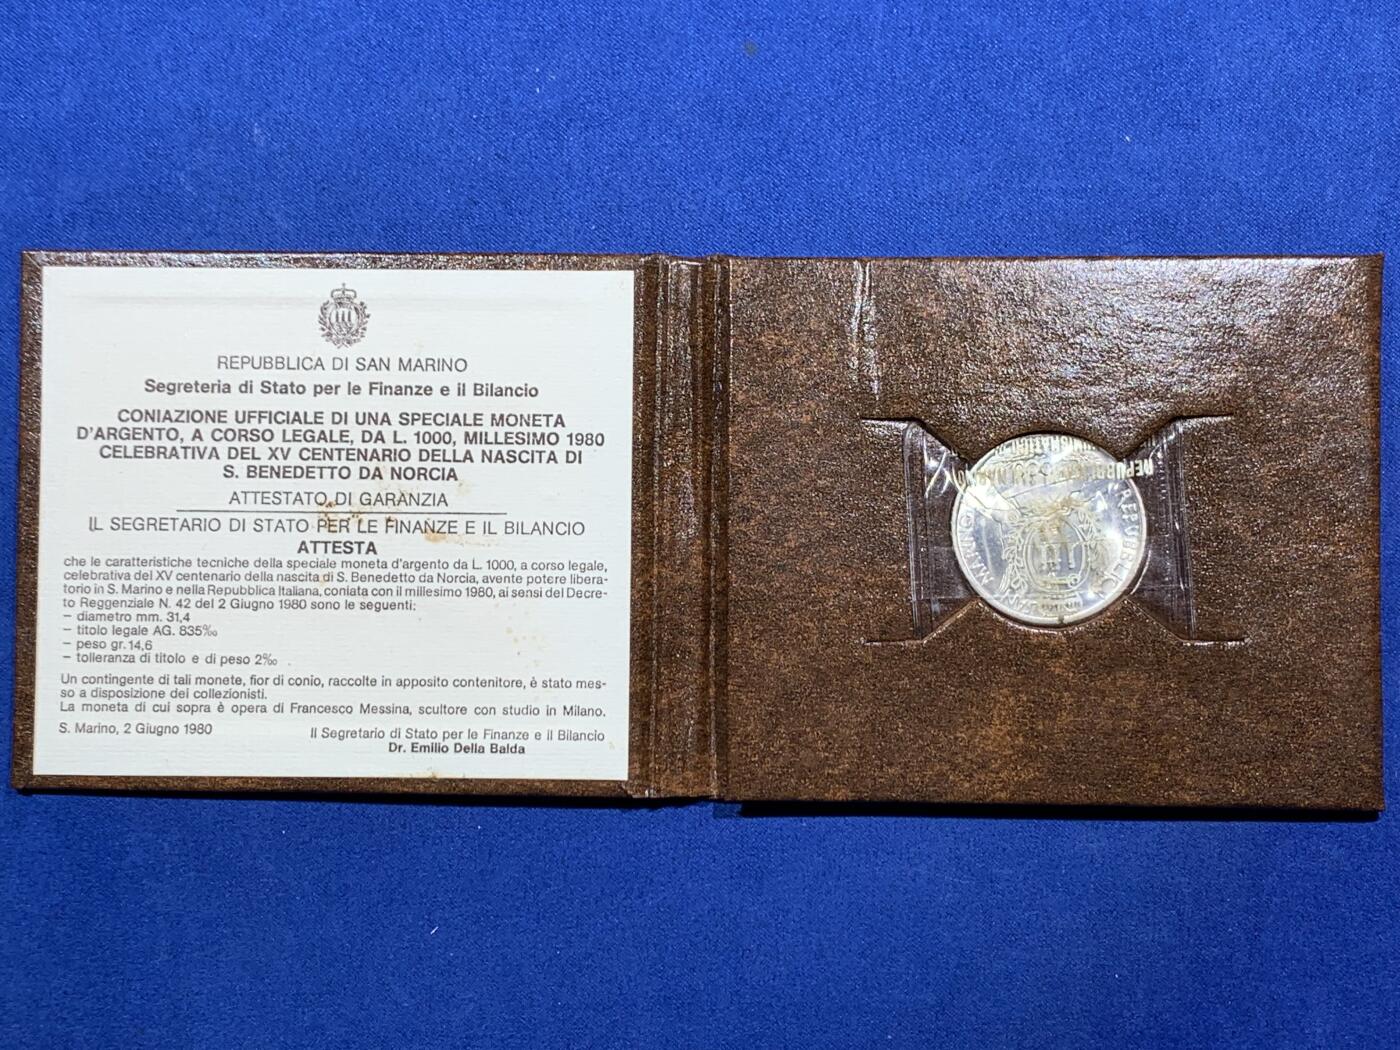 REPUBBLICA DI SAN MARINO
Segreteria di Stato per le Finanze e il Bilancio
CONIAZIONE UFFICIALE DI UNA SPECIALE MONETA
D'ARGENTO, A CORSO LEGALE, DA L. 1000, MILLESIMO 1980
CELEBRATIVA DEL XV CENTENARIO DELLA NASCITA DI
S. BENEDETTO DA NORCIA
ATTESTATO DI GARANZIA
IL SEGRETARIO DI STATO PER LE FINANZE E IL BILANCIO
ATTESTA
che le caratteristiche tecniche della speciale moneta d'argento da L. 1000, a corso legale,
celebrativa del XV centenario della nascita di S. Benedetto da Norcia, avente potere libera-
torio in S. Marino e nella Repubblica Italiana, coniata con il millesimo 1980, ai sensi del Decre-
to Reggenziale N. 42 del 2 Giugno 1980 sono le seguenti:
– diametro mm. 31,4
– titolo legale AG. 835‰
– peso gr. 14,6
– tolleranza di titolo e di peso 2‰
Un contingente di tali monete, fior di conio, raccolte in apposito contenitore, è stato mes-
so a disposizione dei collezionisti.
La moneta di cui sopra è opera di Francesco Messina, scultore con studio in Milano.
S. Marino, 2 Giugno 1980
Il Segretario di Stato per le Finanze e il Bilancio
Dr. Emilio Della Balda
MARINO